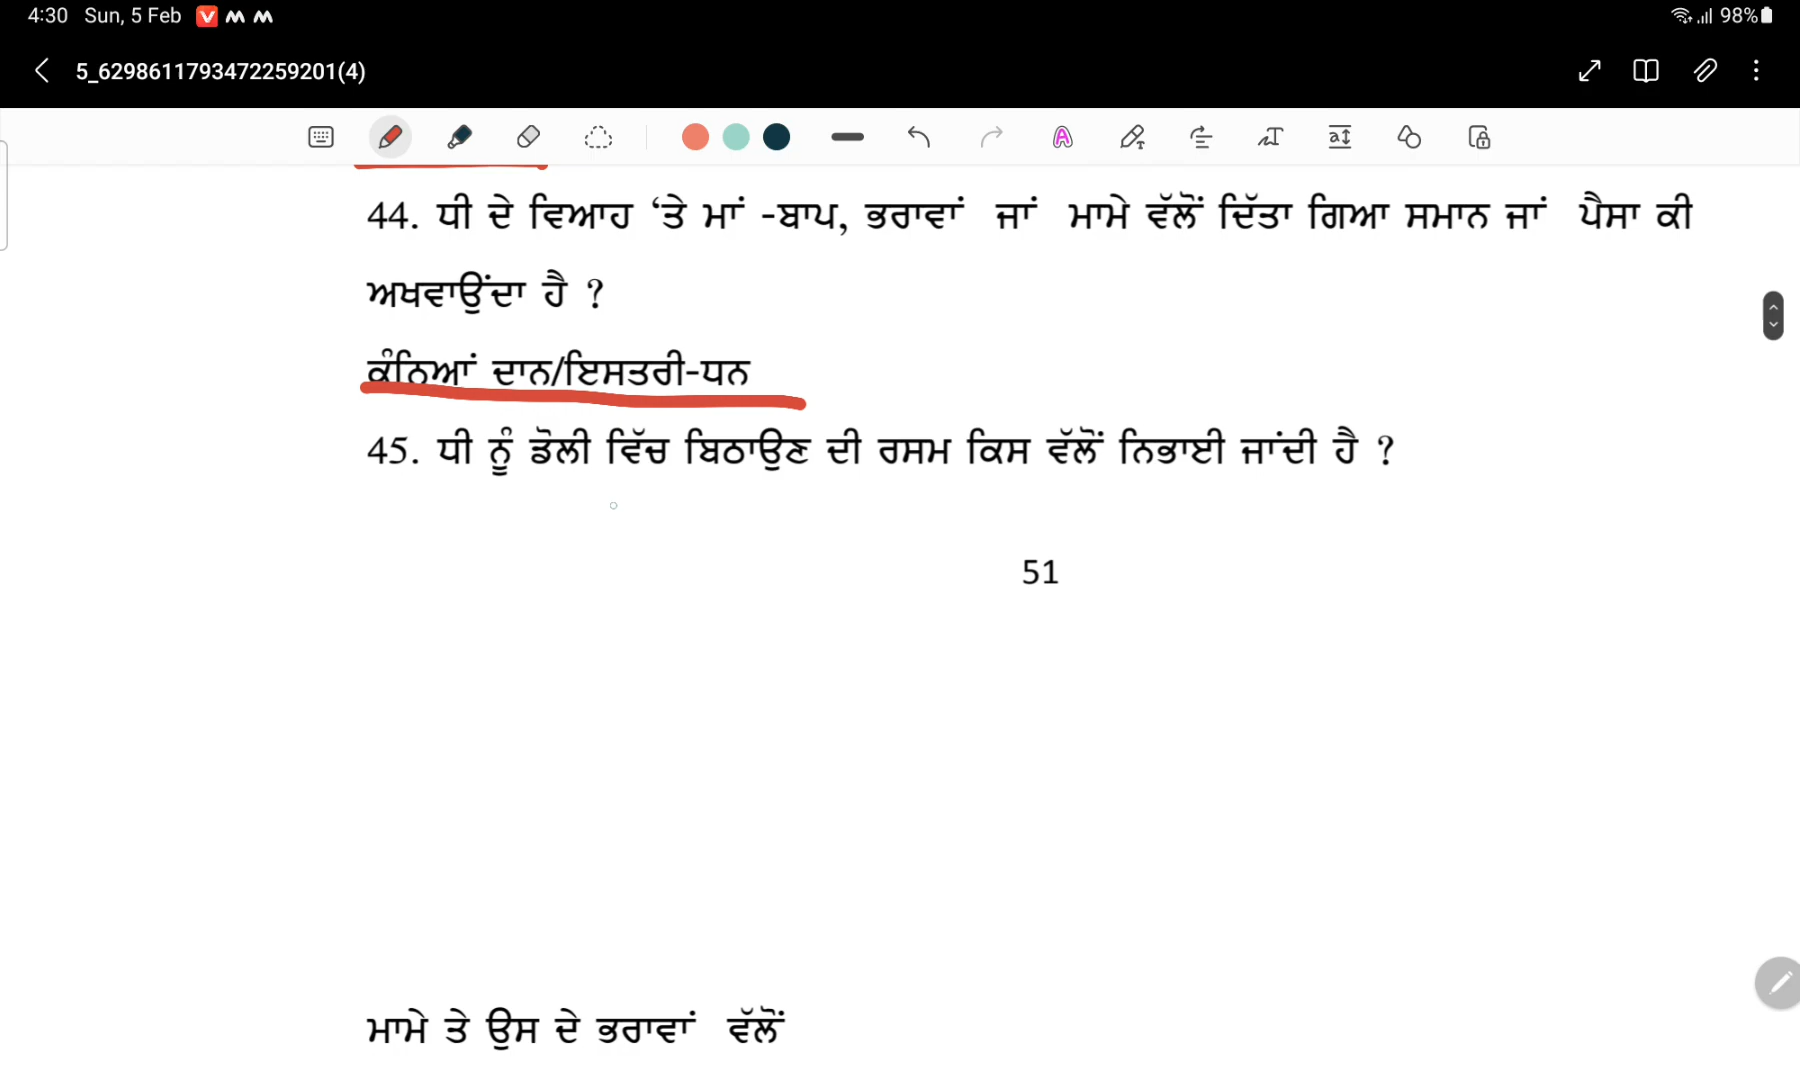 4:30 Sun, 5 Feb
98%
5_6298611793472259201(4)
44. ਧੀ ਦੇ ਵਿਆਹ ‘ਤੇ ਮਾਂ -ਬਾਪ, ਭਰਾਵਾਂ ਜਾਂ ਮਾਮੇ ਵੱਲੋਂ ਦਿੱਤਾ ਗਿਆ ਸਮਾਨ ਜਾਂ ਪੈਸਾ ਕੀ
ਅਖਵਾਉਂਦਾ ਹੈ ?
ਕੰਠਿਆਂ ਦਾਨ/ਇਸਤਰੀ-ਧਨ
45. ਧੀ ਨੂੰ ਡੋਲੀ ਵਿੱਚ ਬਿਠਾਉਣ ਦੀ ਰਸਮ ਕਿਸ ਵੱਲੋਂ ਨਿਭਾਈ ਜਾਂਦੀ ਹੈ ?
51
ਮਾਮੇ ਤੇ ਉਸ ਦੇ ਭਰਾਵਾਂ ਵੱਲੋਂ